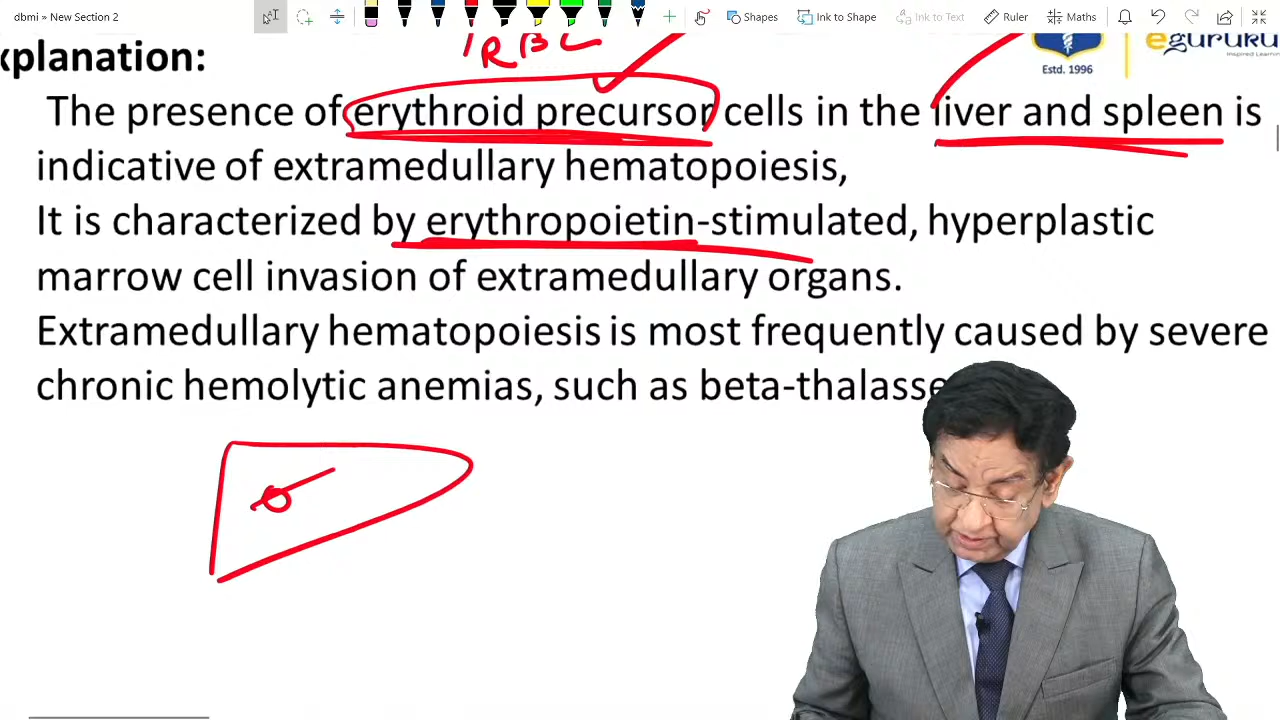 dbmi » New Section 2
Shapes
Ink to Shape
Ink to Text
Ruler
Maths
RBC
xplanation:
Estd. 1996
eguruku
The presence of erythroid precursor cells in the liver and spleen is
indicative of extramedullary hematopoiesis,
It is characterized by erythropoietin-stimulated, hyperplastic
marrow cell invasion of extramedullary organs.
Extramedullary hematopoiesis is most frequently caused by severe
chronic hemolytic anemias, such as beta-thalasse